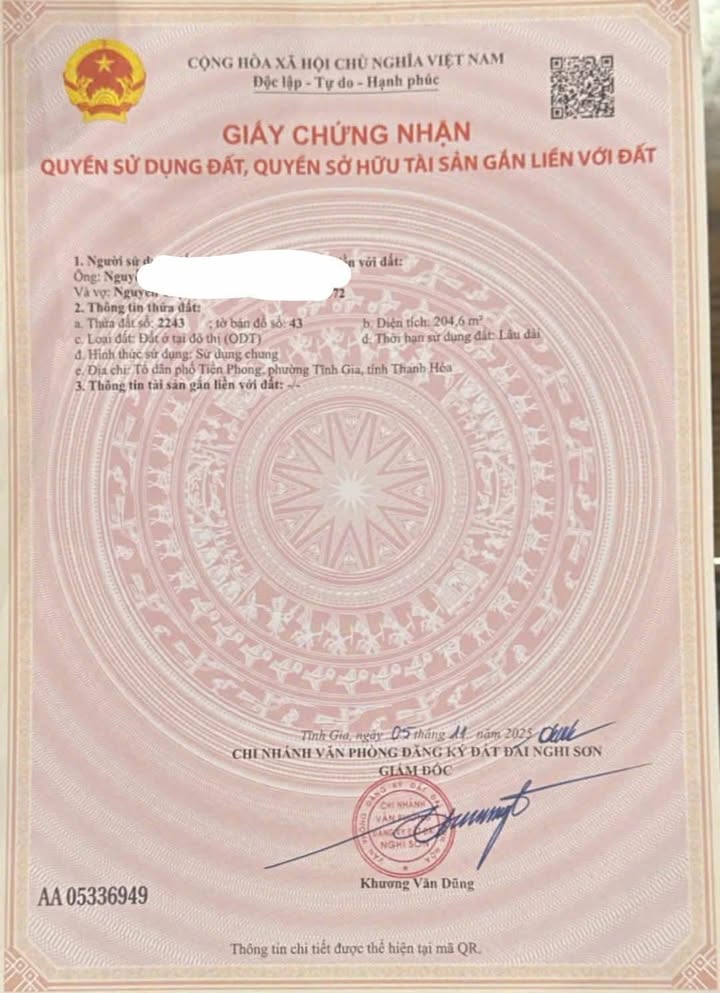 CỘNG HÒA XÃ HỘI CHỦ NGHĨA VIỆT NAM
Độc lập - Tự do - Hạnh phúc
GIẤY CHỨNG NHẬN
QUYỀN SỬ DỤNG ĐẤT, QUYỀN SỞ HỮU TÀI SẢN GẮN LIỀN VỚI ĐẤT
1. Người sử với đất:
Ông:
Và vợ: 72
2. Thông tin thửa đất:
a. Thửa đất số: 2243 ; tờ bản đồ số: 43 b. Diện tích: 204,6 m²
c. Loại đất: Đất ở tại đô thị (ODT) d. Thời hạn sử dụng đất: Lâu dài
đ. Hình thức sử dụng: Sử dụng chung
e. Địa chỉ: Tổ dân phố Tiên Phong, phường Tĩnh Gia, tỉnh Thanh Hóa
3. Thông tin tài sản gắn liền với đất: -/-
Tĩnh Gia, ngày 05 tháng 11 năm 2025
CHI NHÁNH VĂN PHÒNG ĐĂNG KÝ ĐẤT ĐAI NGHI SƠN
GIÁM ĐỐC
CHI NHÁNH
VĂN PHÒNG
NGHI SƠN
Khương Văn Dũng
AA 05336949
Thông tin chi tiết được thể hiện tại mã QR.